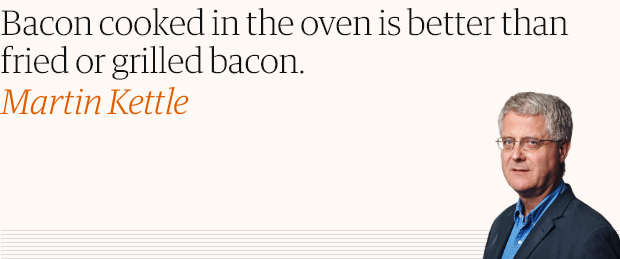 Bacon cooked in the oven is better than
fried or grilled bacon.
Martin Kettle